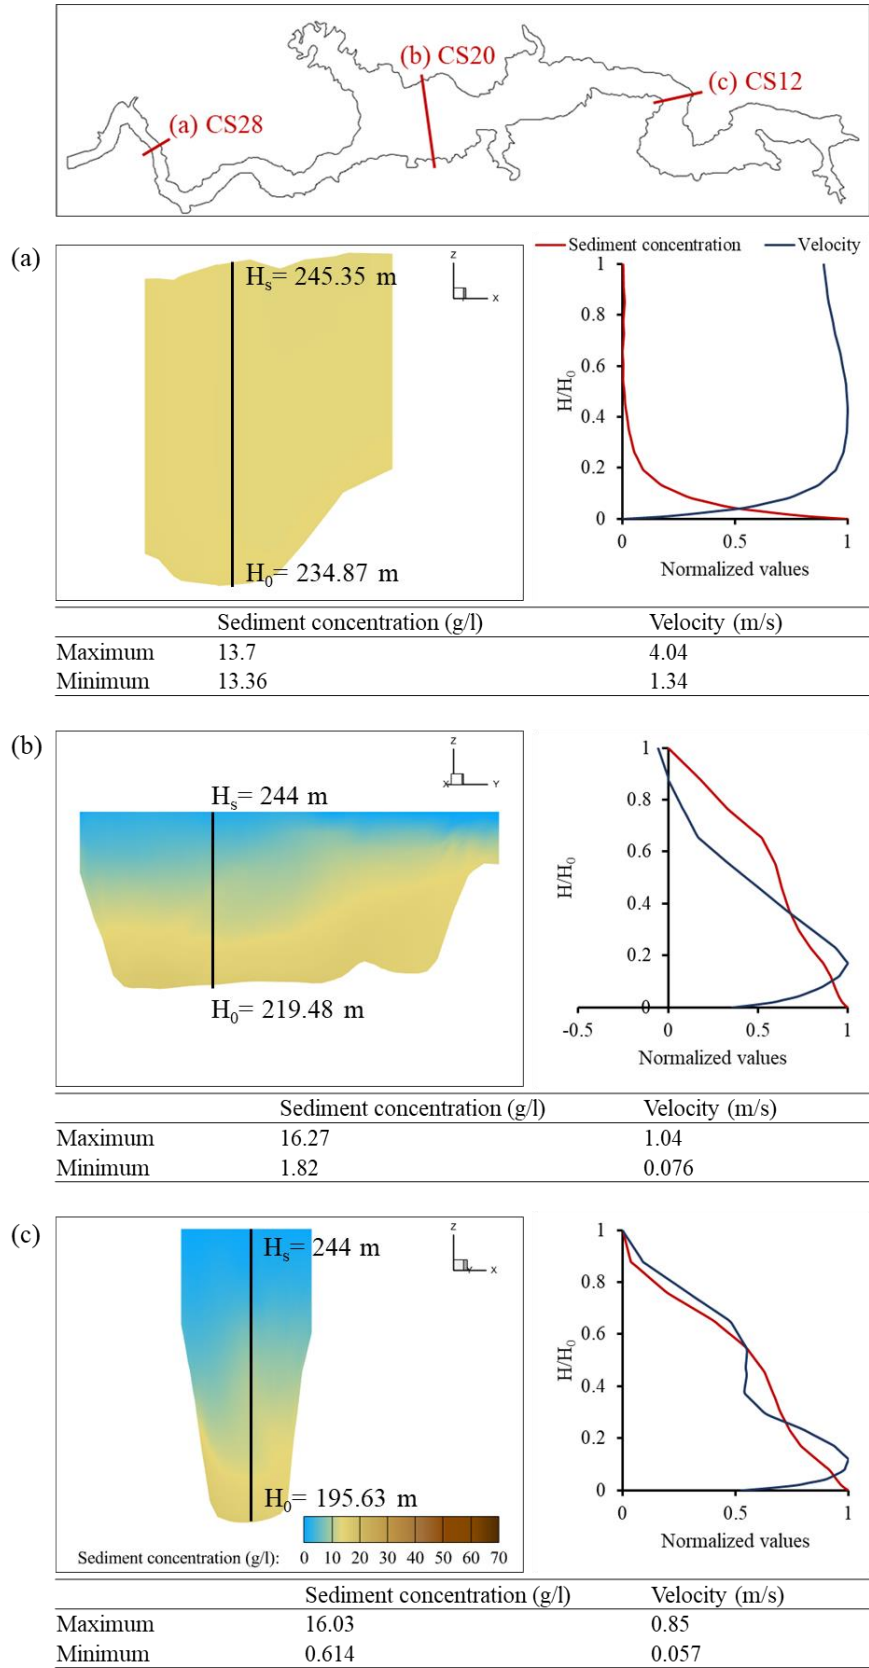 (b) CS20
(c) CS12
(a) CS28
(a)
Hs= 245.35 m
Z
X
H0= 234.87 m
Sediment concentration Velocity
1
0.8
0.6
0.4
0.2
0
H/H0
0 0.5 1
Normalized values
Sediment concentration (g/l) Velocity (m/s)
Maximum 13.7 4.04
Minimum 13.36 1.34
(b)
Z
X Y
Hs= 244 m
H0= 219.48 m
1
0.8
0.6
0.4
0.2
0
H/H0
-0.5 0 0.5 1
Normalized values
Sediment concentration (g/l) Velocity (m/s)
Maximum 16.27 1.04
Minimum 1.82 0.076
(c)
Hs= 244 m
Z
Y X
H0= 195.63 m
Sediment concentration (g/l): 0 10 20 30 40 50 60 70
1
0.8
0.6
0.4
0.2
0
H/H0
0 0.5 1
Normalized values
Sediment concentration (g/l) Velocity (m/s)
Maximum 16.03 0.85
Minimum 0.614 0.057